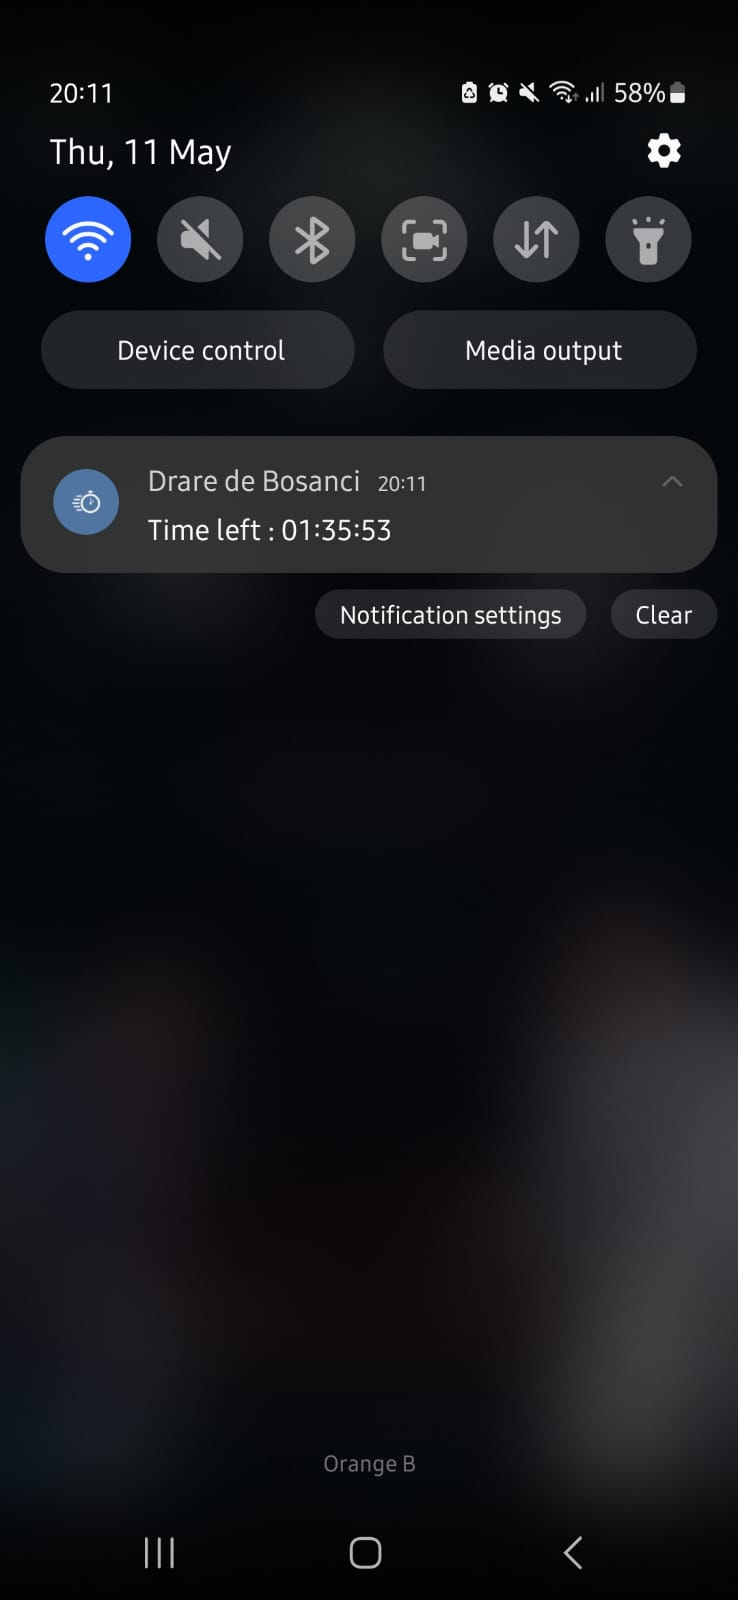 20:11 58%
Thu, 11 May
Device control Media output
Drare de Bosanci 20:11
Time left : 01:35:53
Notification settings Clear
Orange B